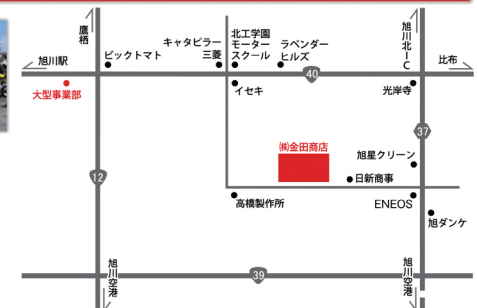 鷹栖
旭川駅
ビックトマト
キャタピラー
三菱
北工学園
モーター
スクール
ラベンダー
ヒルズ
旭川北IC
比布
40
大型事業部
イセキ
光岸寺
37
㈱金田商店
旭星クリーン
日新商事
12
高橋製作所
ENEOS
旭ダンケ
旭川空港
39
旭川空港